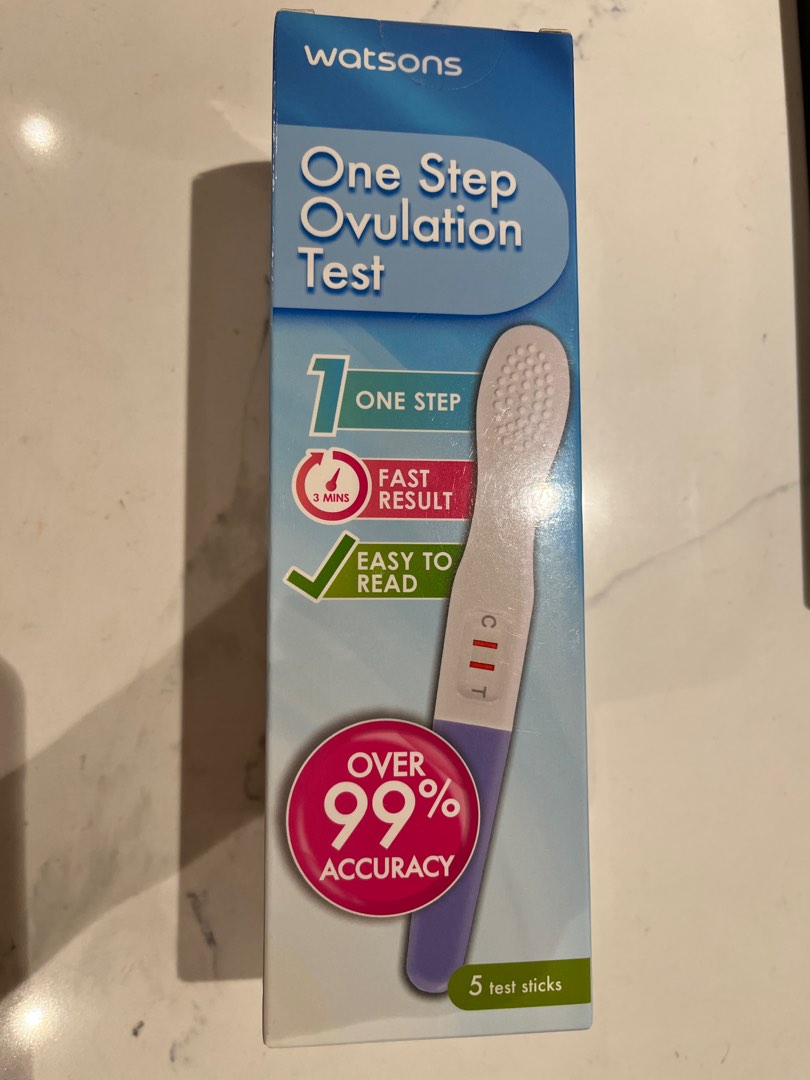 watsons
One Step
Ovulation
Test
1 ONE STEP
3 MINS
FAST
RESULT
EASY TO
READ
C
T
OVER
99%
ACCURACY
5 test sticks